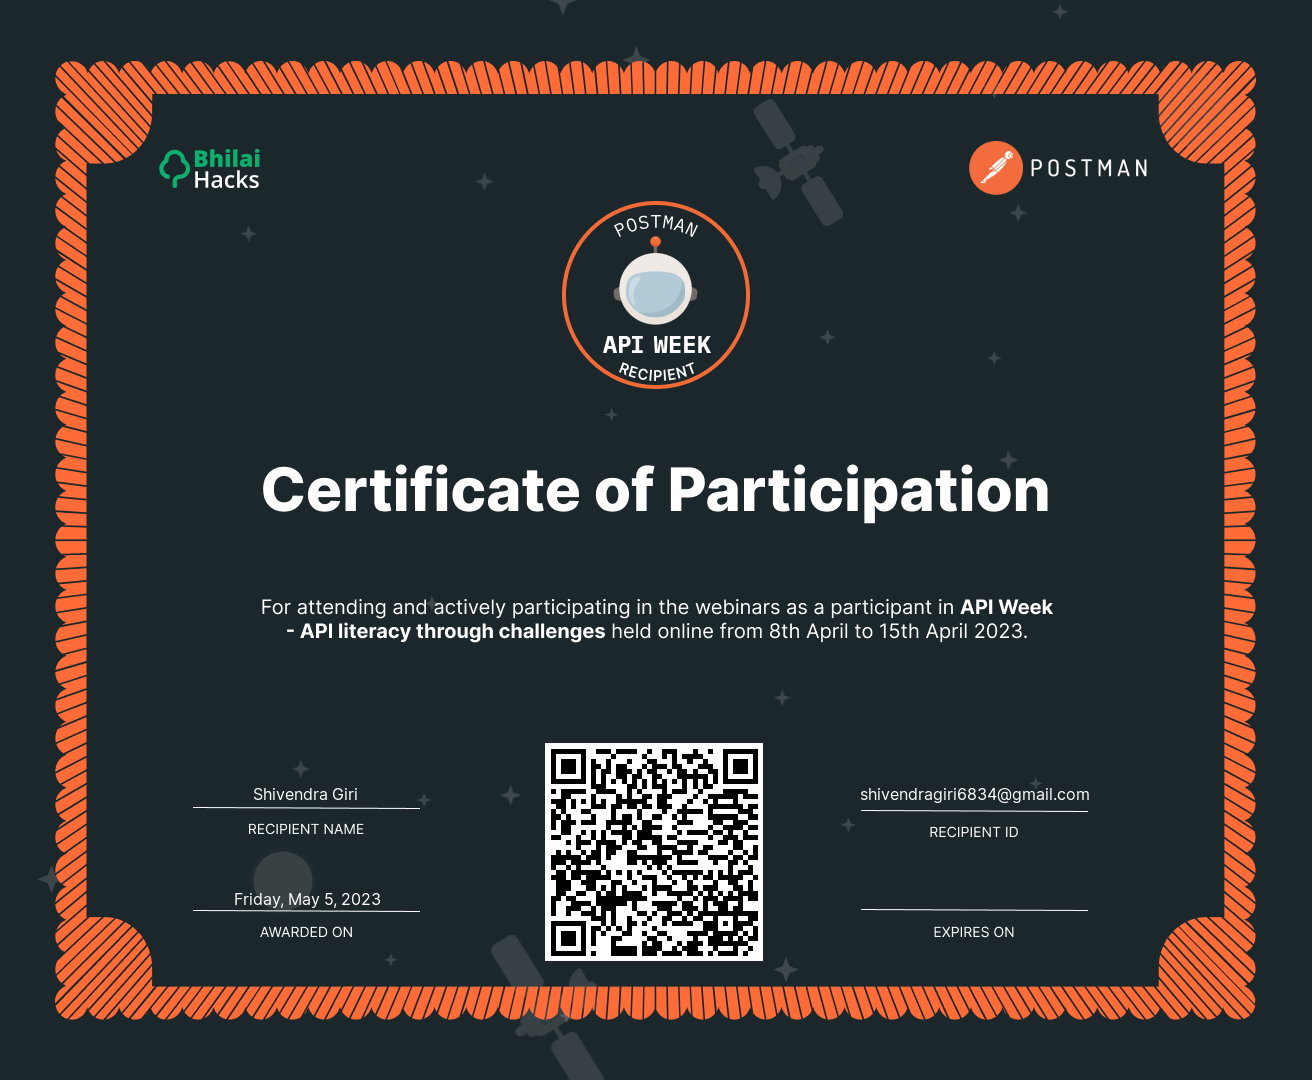 Bhilai
Hacks
POSTMAN
POSTMAN
API WEEK
RECIPIENT
Certificate of Participation
For attending and actively participating in the webinars as a participant in API Week
- API literacy through challenges held online from 8th April to 15th April 2023.
Shivendra Giri
RECIPIENT NAME
shivendragiri6834@gmail.com
RECIPIENT ID
Friday, May 5, 2023
AWARDED ON
EXPIRES ON